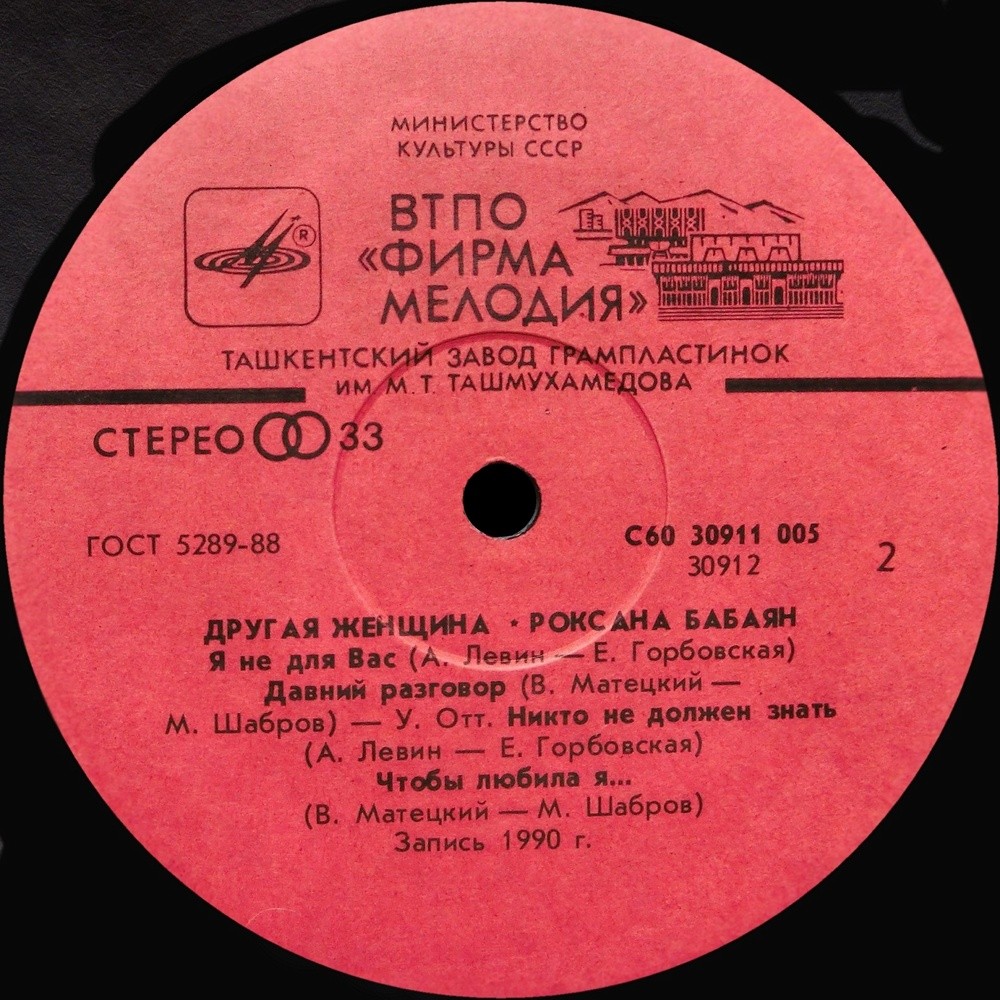 МИНИСТЕРСТВО
КУЛЬТУРЫ СССР
ВТПО
«ФИРМА
МЕЛОДИЯ»
®
ТАШКЕНТСКИЙ ЗАВОД ГРАМПЛАСТИНОК
ИМ. М. Т. ТАШМУХАМЕДОВА
СТЕРЕО 33
ГОСТ 5289-88
С60 30911 005
30912
2
ДРУГАЯ ЖЕНЩИНА ⋆ РОКСАНА БАБАЯН
Я не для Вас (А. Левин — Е. Горбовская)
Давний разговор (В. Матецкий —
М. Шабров) — У. Отт. Никто не должен знать
(А. Левин — Е. Горбовская)
Чтобы любила я...
(В. Матецкий — М. Шабров)
Запись 1990 г.